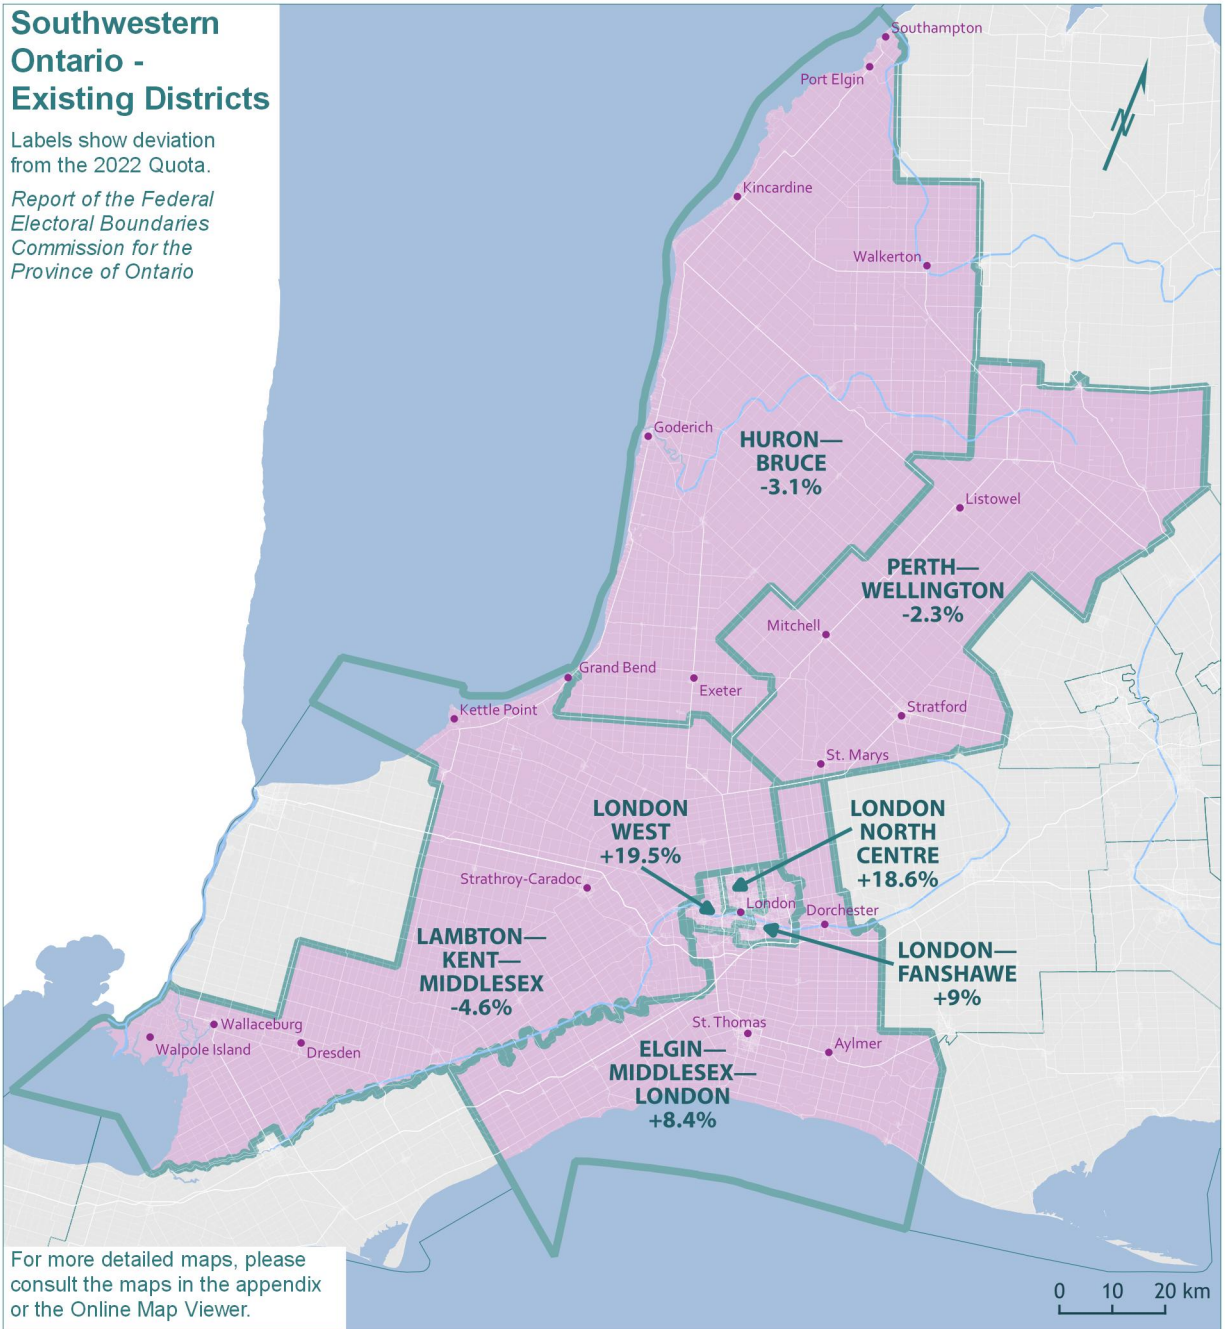 Southwestern
Ontario -
Existing Districts
Labels show deviation
from the 2022 Quota.
Report of the Federal
Electoral Boundaries
Commission for the
Province of Ontario
Southampton
Port Elgin
Kincardine
Walkerton
Goderich
HURON—
BRUCE
-3.1%
Listowel
PERTH—
WELLINGTON
-2.3%
Mitchell
Grand Bend
Exeter
Kettle Point
Stratford
St. Marys
LONDON
WEST
+19.5%
LONDON
NORTH
CENTRE
+18.6%
Strathroy-Caradoc
London
Dorchester
LAMBTON—
KENT—
MIDDLESEX
-4.6%
LONDON—
FANSHAWE
+9%
Wallaceburg
Walpole Island
Dresden
St. Thomas
Aylmer
ELGIN—
MIDDLESEX—
LONDON
+8.4%
For more detailed maps, please
consult the maps in the appendix
or the Online Map Viewer.
0 10 20 km